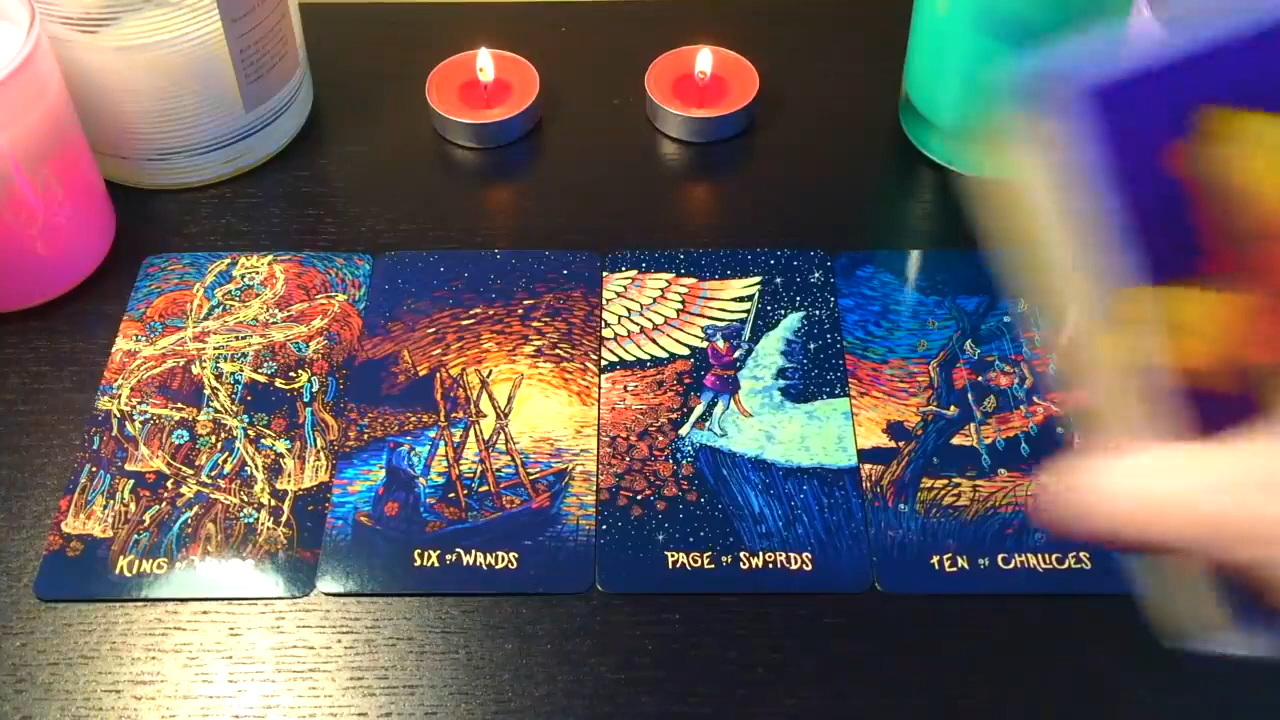 KING OF
SIX OF WANDS
PAGE OF SWORDS
TEN OF CHALICES